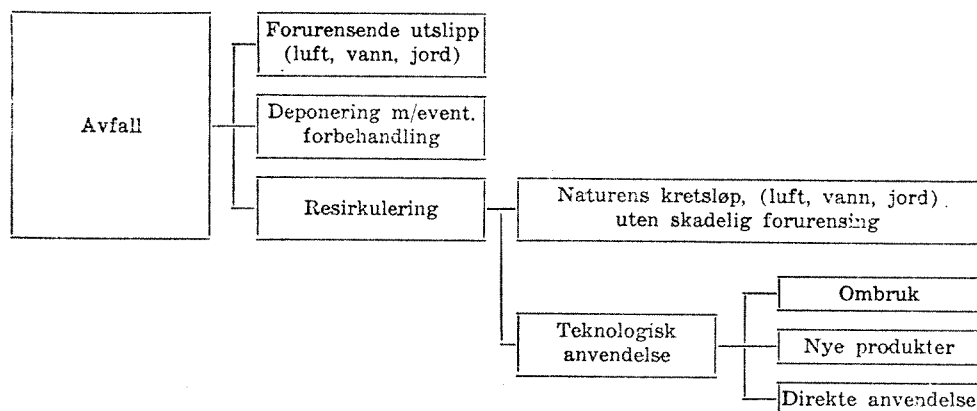 Forurensende utslipp
(luft, vann, jord)
Avfall
Deponering m/event.
forbehandling
Resirkulering
Naturens kretsløp, (luft, vann, jord)
uten skadelig forurensing
Teknologisk
anvendelse
Ombruk
Nye produkter
Direkte anvendelse